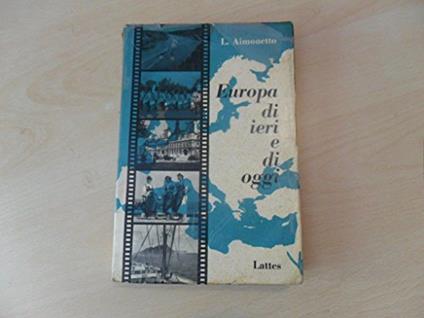 L. Aimonetto
Europa
di
ieri e
di
oggi
Lattes